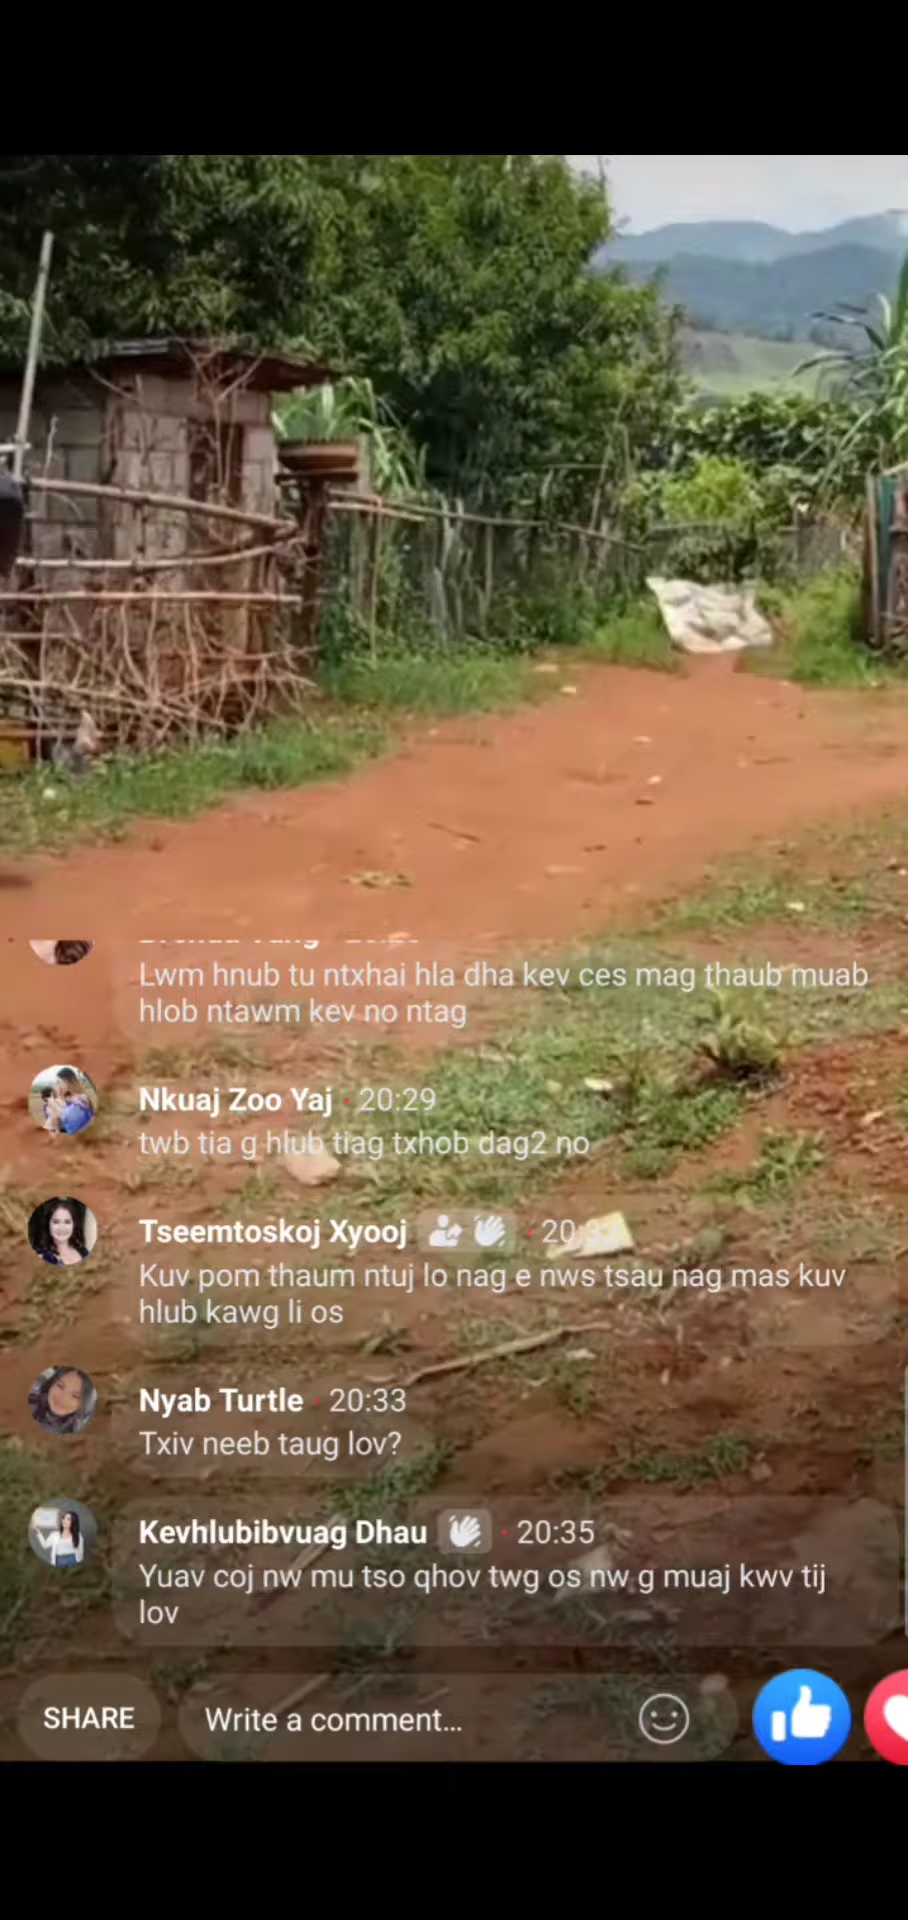 Lwm hnub tu ntxhai hla dha kev ces mag thaub muab
hlob ntawm kev no ntag
Nkuaj Zoo Yaj · 20:29
twb tia g hlub tiag txhob dag2 no
Tseemtoskoj Xyooj
Kuv pom thaum ntuj lo nag e nws tsau nag mas kuv
hlub kawg li os
Nyab Turtle · 20:33
Txiv neeb taug lov?
Kevhlubibvuag Dhau · 20:35
Yuav coj nw mu tso qhov twg os nw g muaj kwv tij
lov
SHARE
Write a comment...